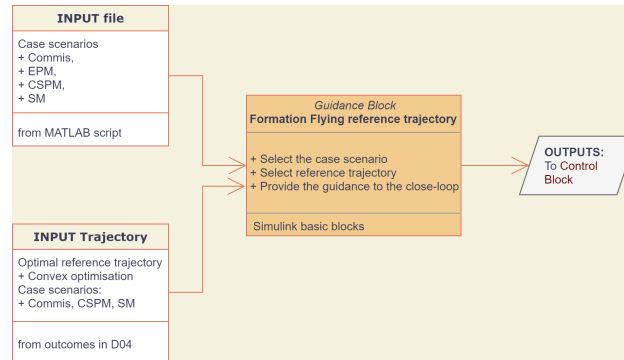 INPUT file
Case scenarios
+ Commis,
+ EPM,
+ CSPM,
+ SM
from MATLAB script
Guidance Block
Formation Flying reference trajectory
+ Select the case scenario
+ Select reference trajectory
+ Provide the guidance to the close-loop
Simulink basic blocks
OUTPUTS:
To Control
Block
INPUT Trajectory
Optimal reference trajectory
+ Convex optimisation
Case scenarios:
+ Commis, CSPM, SM
from outcomes in D04